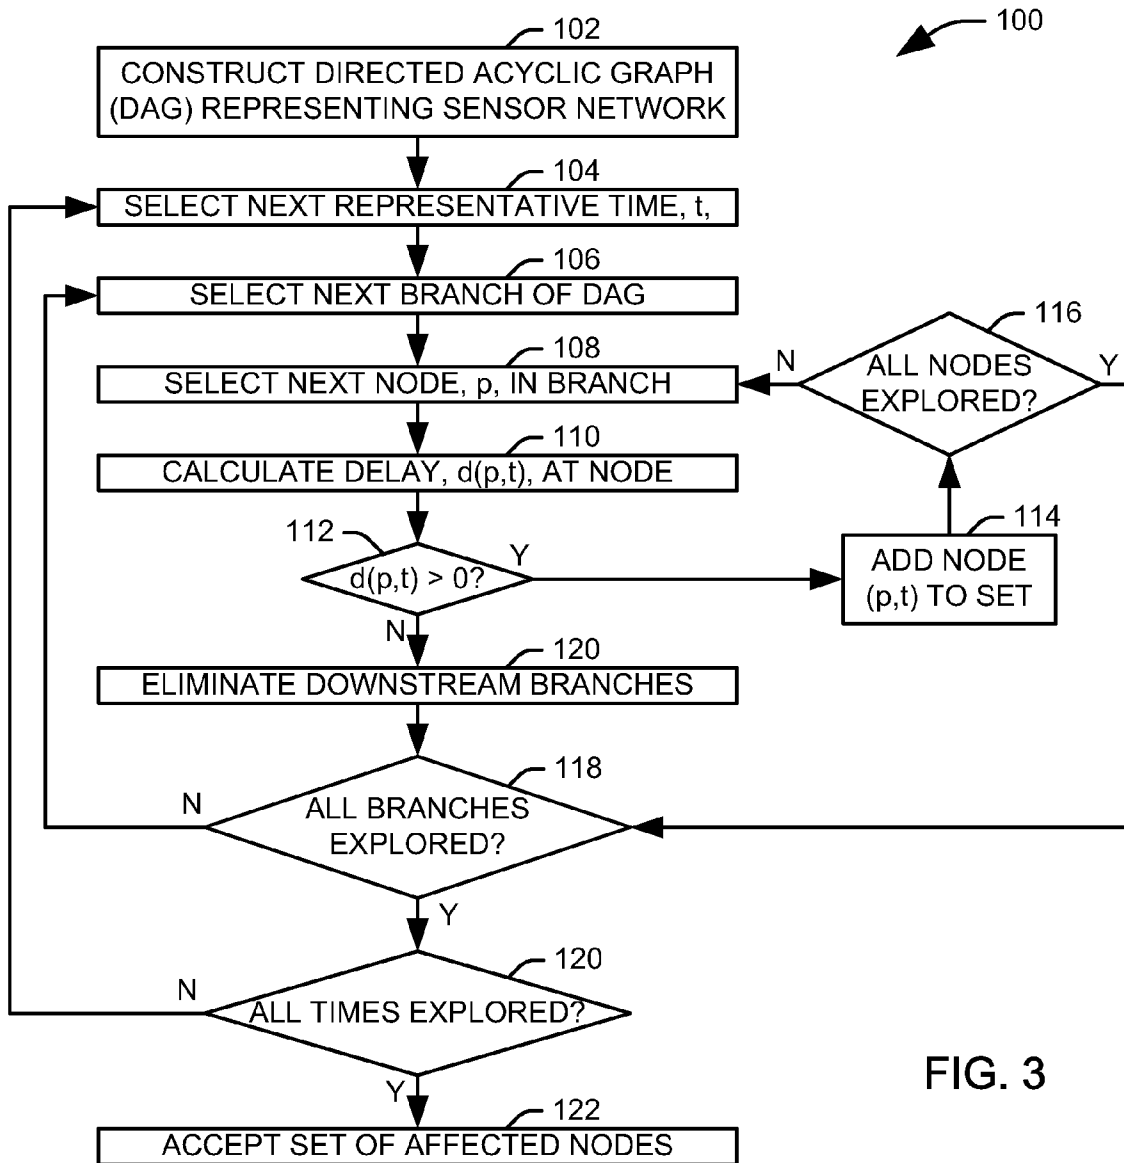 100
102
CONSTRUCT DIRECTED ACYCLIC GRAPH
(DAG) REPRESENTING SENSOR NETWORK
104
SELECT NEXT REPRESENTATIVE TIME, t,
106
SELECT NEXT BRANCH OF DAG
108
SELECT NEXT NODE, p, IN BRANCH
116
N
ALL NODES
EXPLORED?
Y
110
CALCULATE DELAY, d(p,t), AT NODE
112
d(p,t) > 0?
Y
N
114
ADD NODE
(p,t) TO SET
120
ELIMINATE DOWNSTREAM BRANCHES
118
N
ALL BRANCHES
EXPLORED?
Y
120
N
ALL TIMES EXPLORED?
Y
122
ACCEPT SET OF AFFECTED NODES
FIG. 3